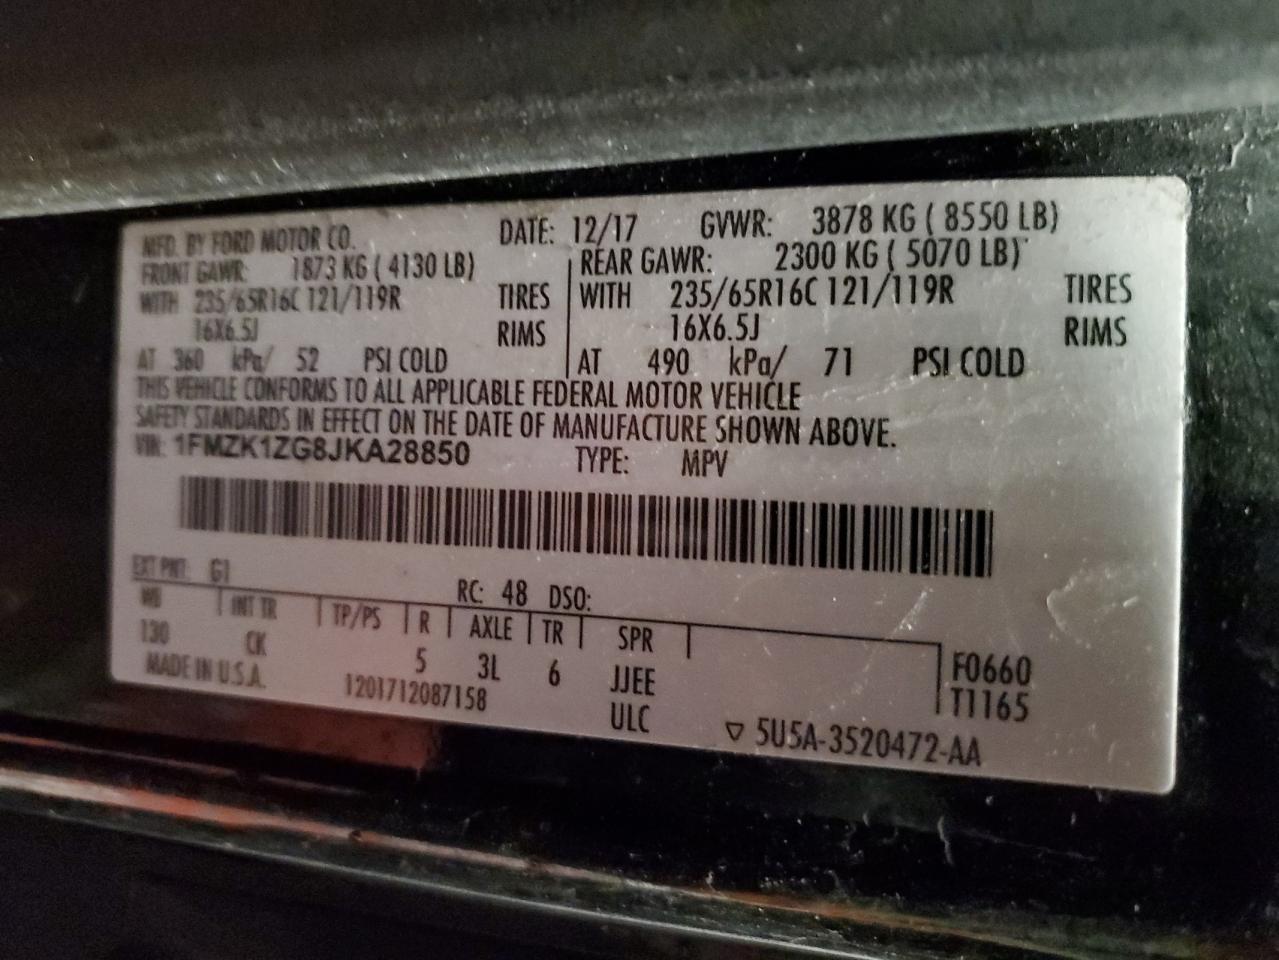 MFD. BY FORD MOTOR CO. DATE: 12/17 GVWR: 3878 KG ( 8550 LB)
FRONT GAWR: 1873 KG ( 4130 LB) REAR GAWR: 2300 KG ( 5070 LB)
WITH 235/65R16C 121/119R TIRES WITH 235/65R16C 121/119R TIRES
16X6.5J RIMS 16X6.5J RIMS
AT 360 kPa/ 52 PSI COLD AT 490 kPa/ 71 PSI COLD
THIS VEHICLE CONFORMS TO ALL APPLICABLE FEDERAL MOTOR VEHICLE
SAFETY STANDARDS IN EFFECT ON THE DATE OF MANUFACTURE SHOWN ABOVE.
VIN: 1FMZK1ZG8JKA28850 TYPE: MPV
EXT PNT: G1 RC: 48 DSO:
WB INT TR TP/PS R AXLE TR SPR
130 CK 5 3L 6 JJEE F0660
MADE IN U.S.A. 1201712087158 ULC T1165
▽ 5U5A-3520472-AA